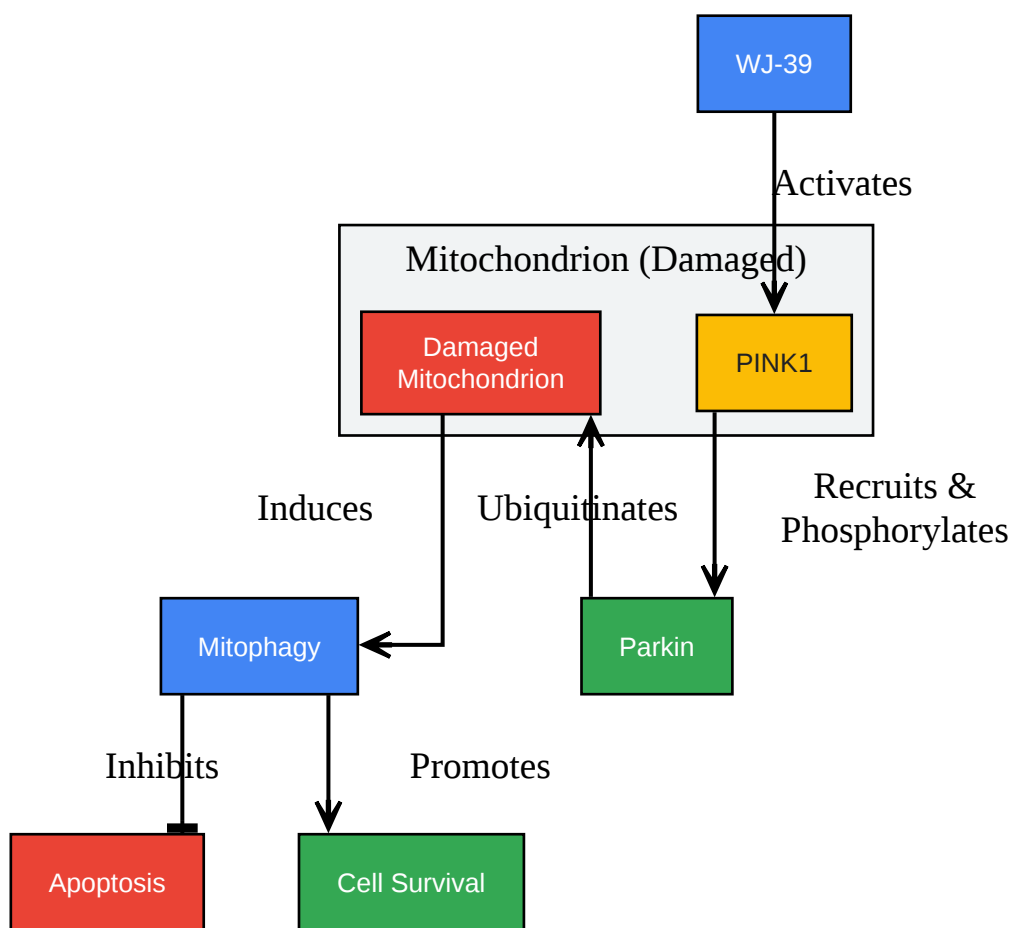 WJ-39
Activates
Mitochondrion (Damaged)
Damaged
Mitochondrion
PINK1
Recruits &
Phosphorylates
Induces
Ubiquitinates
Mitophagy
Parkin
Inhibits
Promotes
Apoptosis
Cell Survival